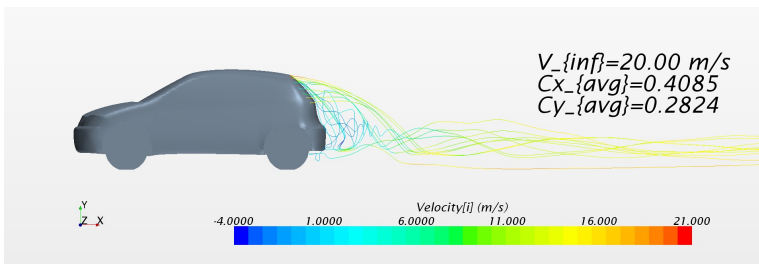 V_{inf}=20.00 m/s
Cx_{avg}=0.4085
Cy_{avg}=0.2824
Y
Z X
Velocity[i] (m/s)
-4.0000 1.0000 6.0000 11.000 16.000 21.000